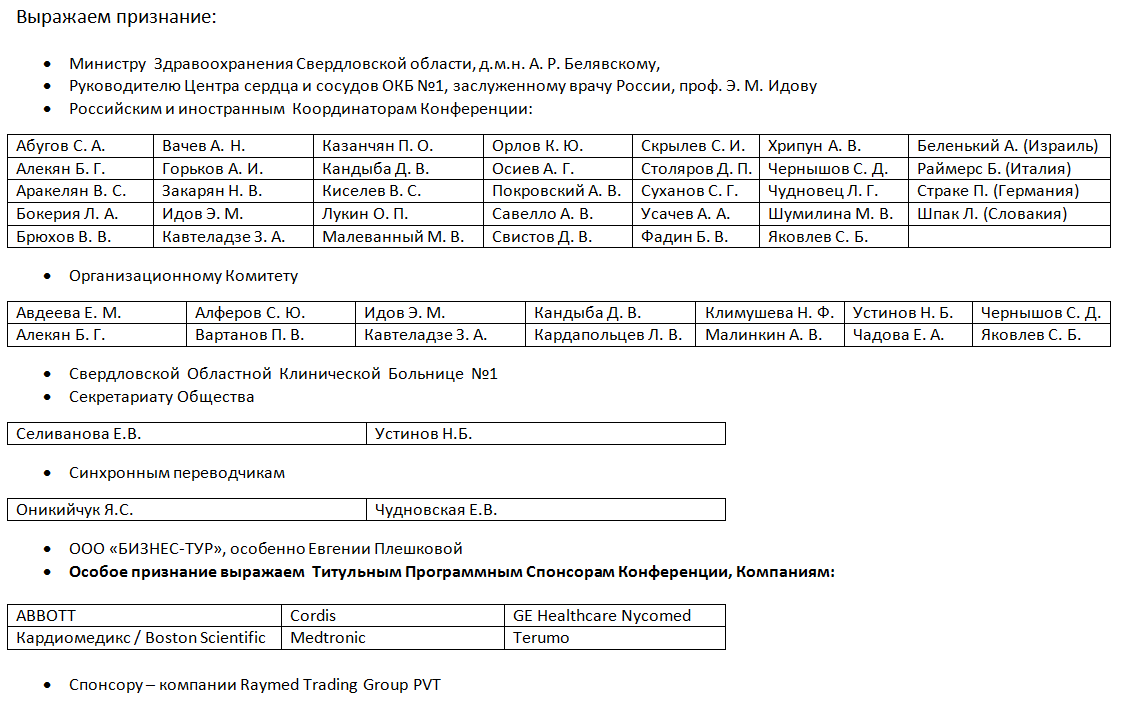 Выражаем признание:
• Министру Здравоохранения Свердловской области, д.м.н. А. Р. Белявскому,
• Руководителю Центра сердца и сосудов ОКБ №1, заслуженному врачу России, проф. Э. М. Идову
• Российским и иностранным Координаторам Конференции:
Абугов С. А. Вачев А. Н. Казанчян П. О. Орлов К. Ю. Скрылев С. И. Хрипун А. В. Беленький А. (Израиль)
Алекян Б. Г. Горьков А. И. Кандыба Д. В. Осиев А. Г. Столяров Д. П. Чернышов С. Д. Раймерс Б. (Италия)
Аракелян В. С. Закарян Н. В. Киселев В. С. Покровский А. В. Суханов С. Г. Чудновец Л. Г. Страке П. (Германия)
Бокерия Л. А. Идов Э. М. Лукин О. П. Савелло А. В. Усачев А. А. Шумилина М. В. Шпак Л. (Словакия)
Брюхов В. В. Кавтеладзе З. А. Малеванный М. В. Свистов Д. В. Фадин Б. В. Яковлев С. Б.
• Организационному Комитету
Авдеева Е. М. Алферов С. Ю. Идов Э. М. Кандыба Д. В. Климушева Н. Ф. Устинов Н. Б. Чернышов С. Д.
Алекян Б. Г. Вартанов П. В. Кавтеладзе З. А. Кардапольцев Л. В. Малинкин А. В. Чадова Е. А. Яковлев С. Б.
• Свердловской Областной Клинической Больнице №1
• Секретариату Общества
Селиванова Е.В. Устинов Н.Б.
• Синхронным переводчикам
Оникийчук Я.С. Чудновская Е.В.
• ООО «БИЗНЕС-ТУР», особенно Евгении Плешковой
• Особое признание выражаем Титульным Программным Спонсорам Конференции, Компаниям:
ABBOTT Cordis GE Healthcare Nycomed
Кардиомедикс / Boston Scientific Medtronic Terumo
• Спонсору – компании Raymed Trading Group PVT